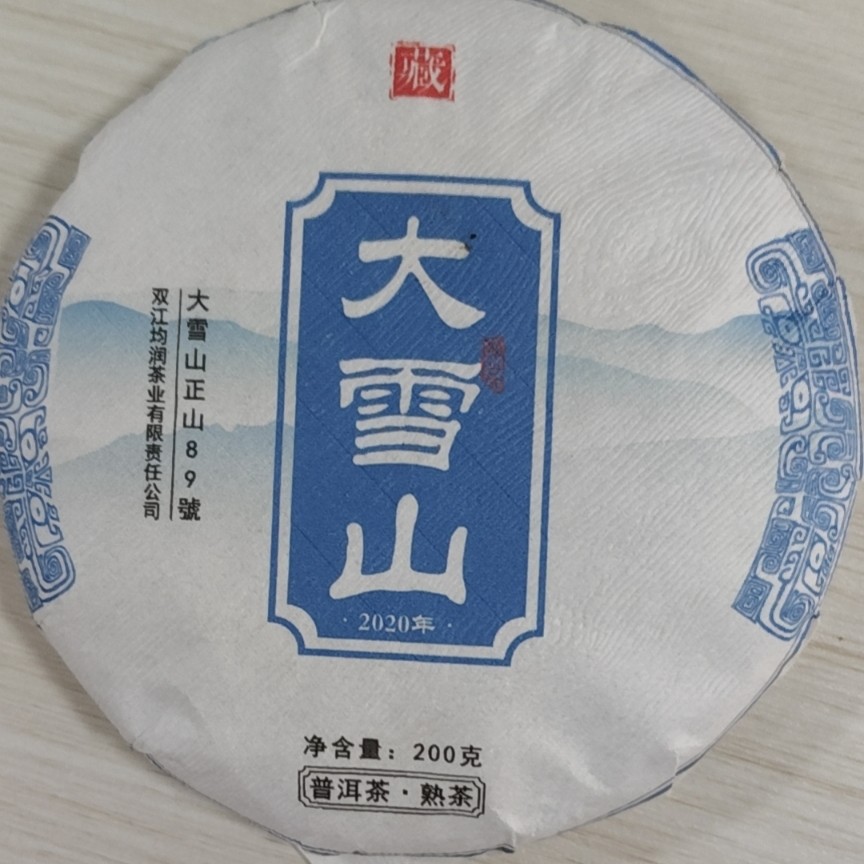 藏
大雪山
·2020年·
大雪山正山89號
双江均润茶业有限责任公司
净含量：200克
普洱茶·熟茶